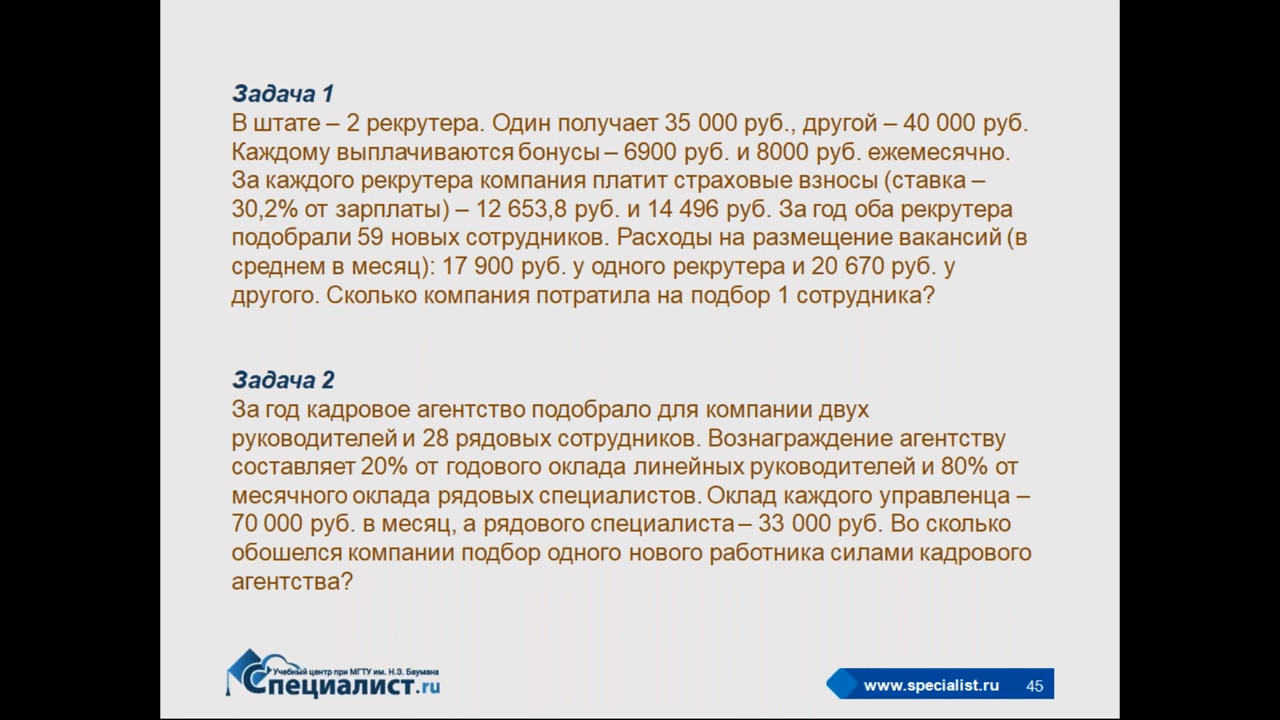 Задача 1
В штате – 2 рекрутера. Один получает 35 000 руб., другой – 40 000 руб.
Каждому выплачиваются бонусы – 6900 руб. и 8000 руб. ежемесячно.
За каждого рекрутера компания платит страховые взносы (ставка –
30,2% от зарплаты) – 12 653,8 руб. и 14 496 руб. За год оба рекрутера
подобрали 59 новых сотрудников. Расходы на размещение вакансий (в
среднем в месяц): 17 900 руб. у одного рекрутера и 20 670 руб. у
другого. Сколько компания потратила на подбор 1 сотрудника?
Задача 2
За год кадровое агентство подобрало для компании двух
руководителей и 28 рядовых сотрудников. Вознаграждение агентству
составляет 20% от годового оклада линейных руководителей и 80% от
месячного оклада рядовых специалистов. Оклад каждого управленца –
70 000 руб. в месяц, а рядового специалиста – 33 000 руб. Во сколько
обошелся компании подбор одного нового работника силами кадрового
агентства?
Учебный центр при МГТУ им. Н.Э. Баумана
Специалист.ru
www.specialist.ru 45